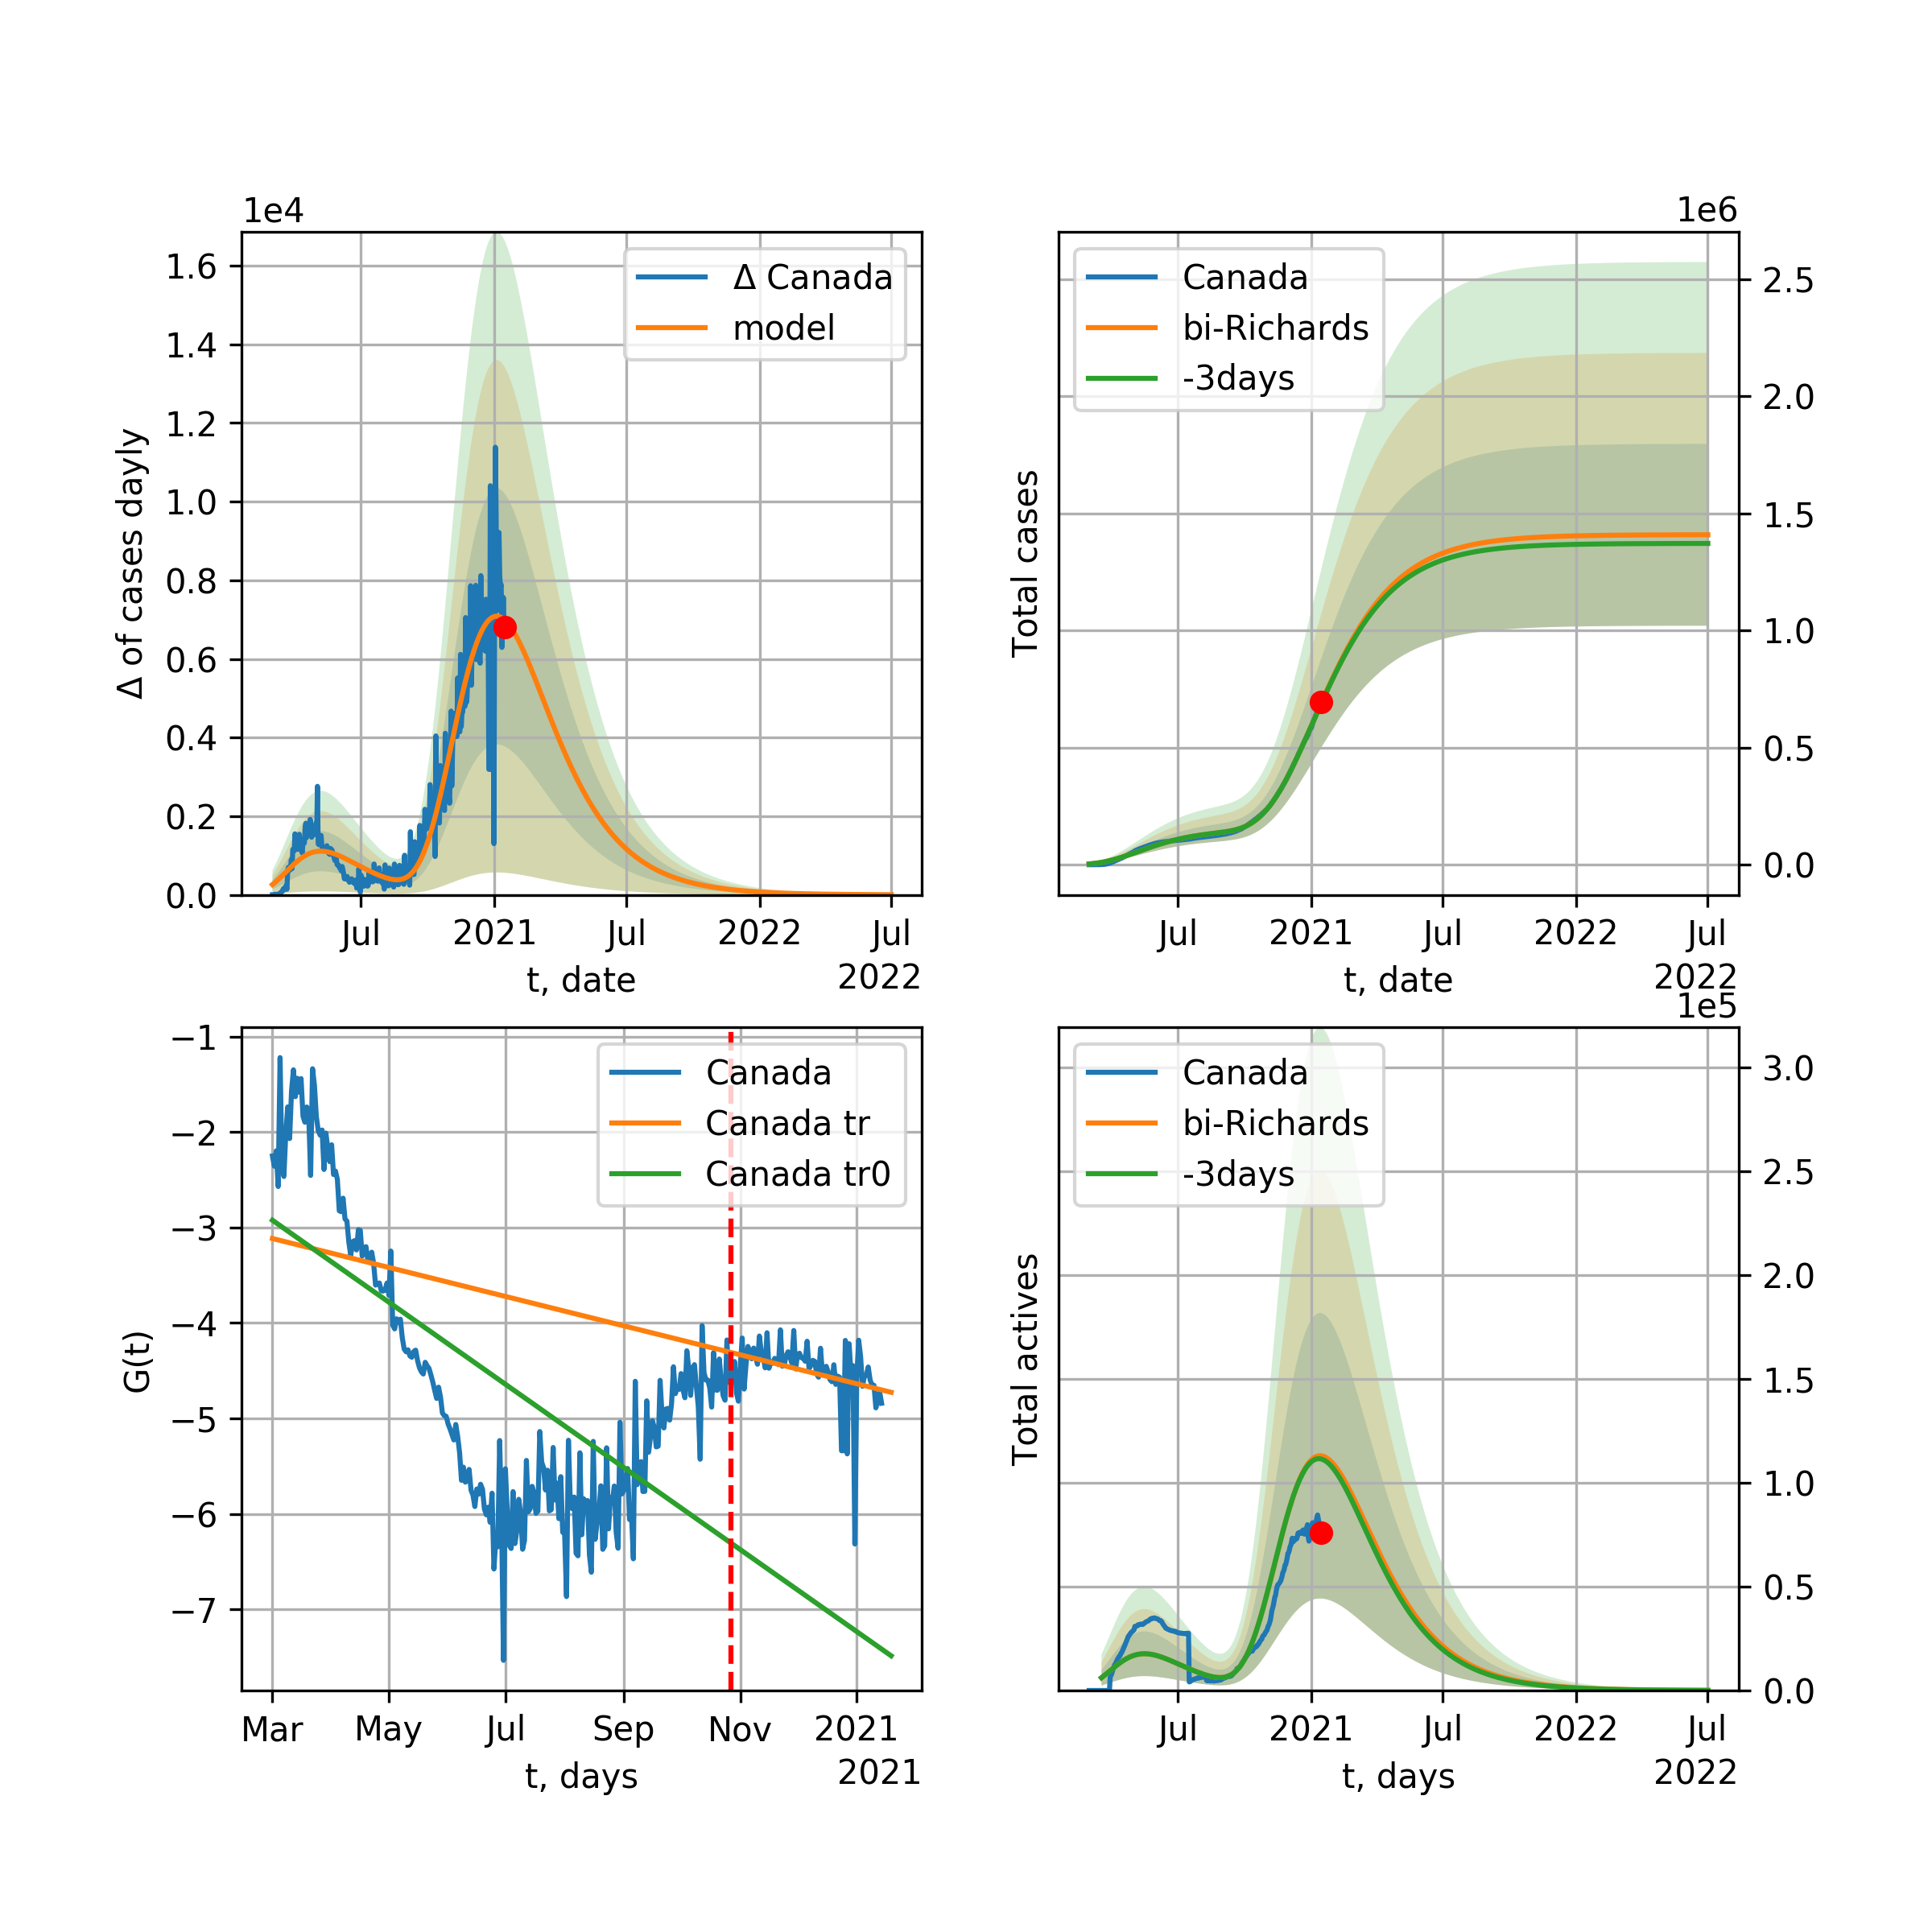 1e4
Δ of cases dayly
1.6
1.4
1.2
1.0
0.8
0.6
0.4
0.2
0.0
Δ Canada
model
Jul 2021 Jul 2022 Jul
2022
t, date
1e6
Total cases
Canada
bi-Richards
-3days
2.5
2.0
1.5
1.0
0.5
0.0
Jul 2021 Jul 2022 Jul
2022
t, date
G(t)
−1
−2
−3
−4
−5
−6
−7
Canada
Canada tr
Canada tr0
Mar May Jul Sep Nov 2021
2021
t, days
1e5
Total actives
Canada
bi-Richards
-3days
3.0
2.5
2.0
1.5
1.0
0.5
0.0
Jul 2021 Jul 2022 Jul
2022
t, days